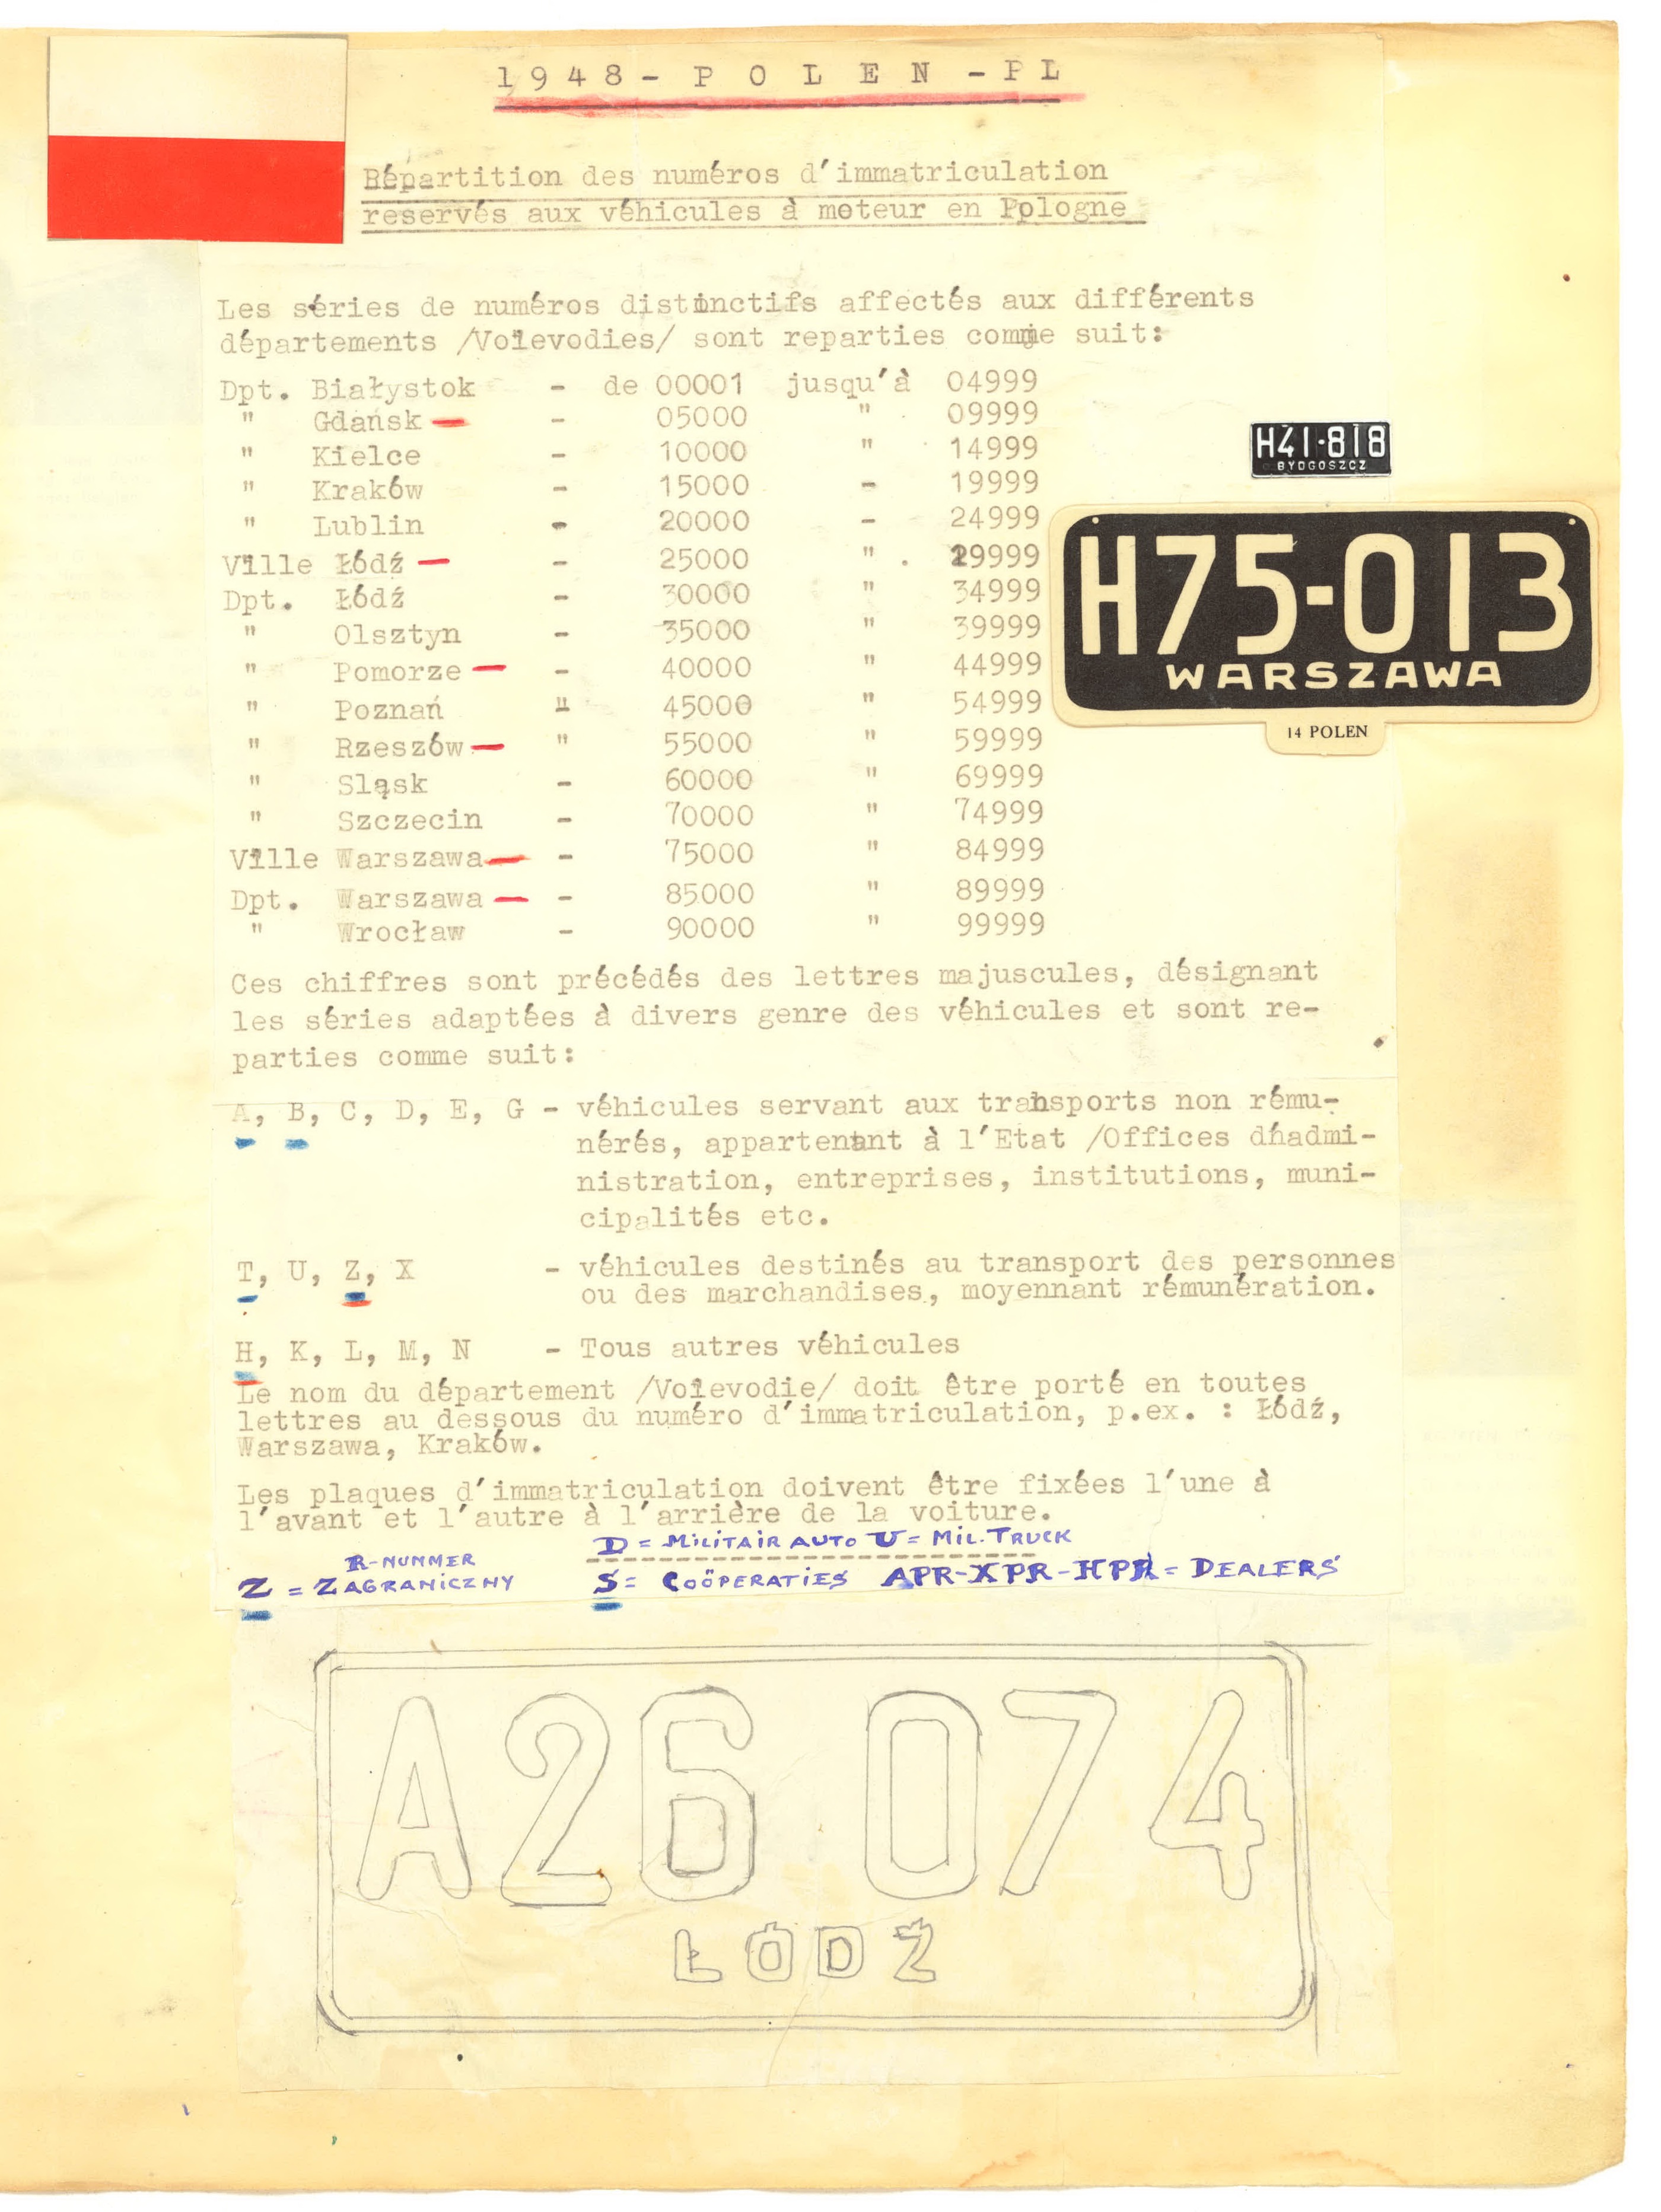 1948 - P O L E N - PL
Répartition des numéros d'immatriculation
reservés aux véhicules à moteur en Pologne
Les séries de numéros distinctifs affectés aux différents
départements /Voievodies/ sont reparties comme suit:
Dpt. Białystok - de 00001 jusqu'à 04999
" Gdańsk - 05000 " 09999
" Kielce - 10000 " 14999
" Kraków - 15000 - 19999
" Lublin - 20000 - 24999
Ville Łódź - 25000 " 29999
Dpt. Łódź - 30000 " 34999
" Olsztyn - 35000 " 39999
" Pomorze - 40000 " 44999
" Poznań " 45000 " 54999
" Rzeszów " 55000 " 59999
" Sląsk - 60000 " 69999
" Szczecin - 70000 " 74999
Ville Warszawa - 75000 " 84999
Dpt. Warszawa - 85000 " 89999
" Wrocław - 90000 " 99999
H41-818
BYDGOSZCZ
H75-013
WARSZAWA
14 POLEN
Ces chiffres sont précédés des lettres majuscules, désignant
les séries adaptées à divers genre des véhicules et sont re-
parties comme suit:
A, B, C, D, E, G - véhicules servant aux transports non rému-
nérés, appartenant à l'Etat /Offices d'admi-
nistration, entreprises, institutions, muni-
cipalités etc.
T, U, Z, X - véhicules destinés au transport des personnes
ou des marchandises, moyennant rémunération.
H, K, L, M, N - Tous autres véhicules
Le nom du département /Voievodie/ doit être porté en toutes
lettres au dessous du numéro d'immatriculation, p.ex. : Łódź,
Warszawa, Kraków.
Les plaques d'immatriculation doivent être fixées l'une à
l'avant et l'autre à l'arrière de la voiture.
D = MILITAIR AUTO U = MIL. TRUCK
R-NUMMER
Z = ZAGRANICZNY S = COÖPERATIES APR-XPR-HPR = DEALERS
A26 074
ŁÓDŹ